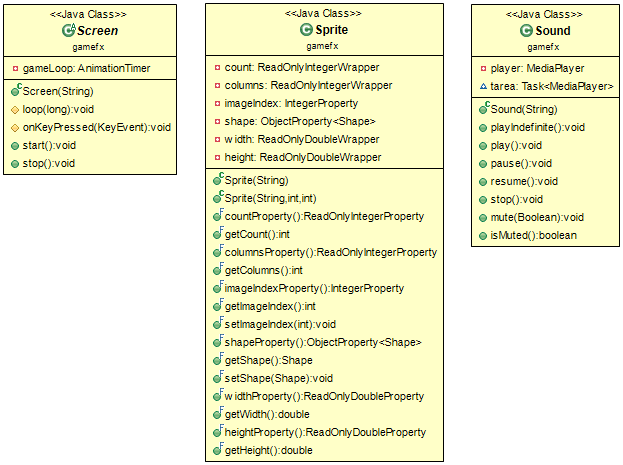 <<Java Class>>
Screen
gamefx
gameLoop: AnimationTimer
Screen(String)
loop(long):void
onKeyPressed(KeyEvent):void
start():void
stop():void
<<Java Class>>
Sprite
gamefx
count: ReadOnlyIntegerWrapper
columns: ReadOnlyIntegerWrapper
imageIndex: IntegerProperty
shape: ObjectProperty<Shape>
width: ReadOnlyDoubleWrapper
height: ReadOnlyDoubleWrapper
Sprite(String)
Sprite(String,int,int)
countProperty():ReadOnlyIntegerProperty
getCount():int
columnsProperty():ReadOnlyIntegerProperty
getColumns():int
imageIndexProperty():IntegerProperty
getImageIndex():int
setImageIndex(int):void
shapeProperty():ObjectProperty<Shape>
getShape():Shape
setShape(Shape):void
widthProperty():ReadOnlyDoubleProperty
getWidth():double
heightProperty():ReadOnlyDoubleProperty
getHeight():double
<<Java Class>>
Sound
gamefx
player: MediaPlayer
tarea: Task<MediaPlayer>
Sound(String)
playIndefinite():void
play():void
pause():void
resume():void
stop():void
mute(Boolean):void
isMuted():boolean